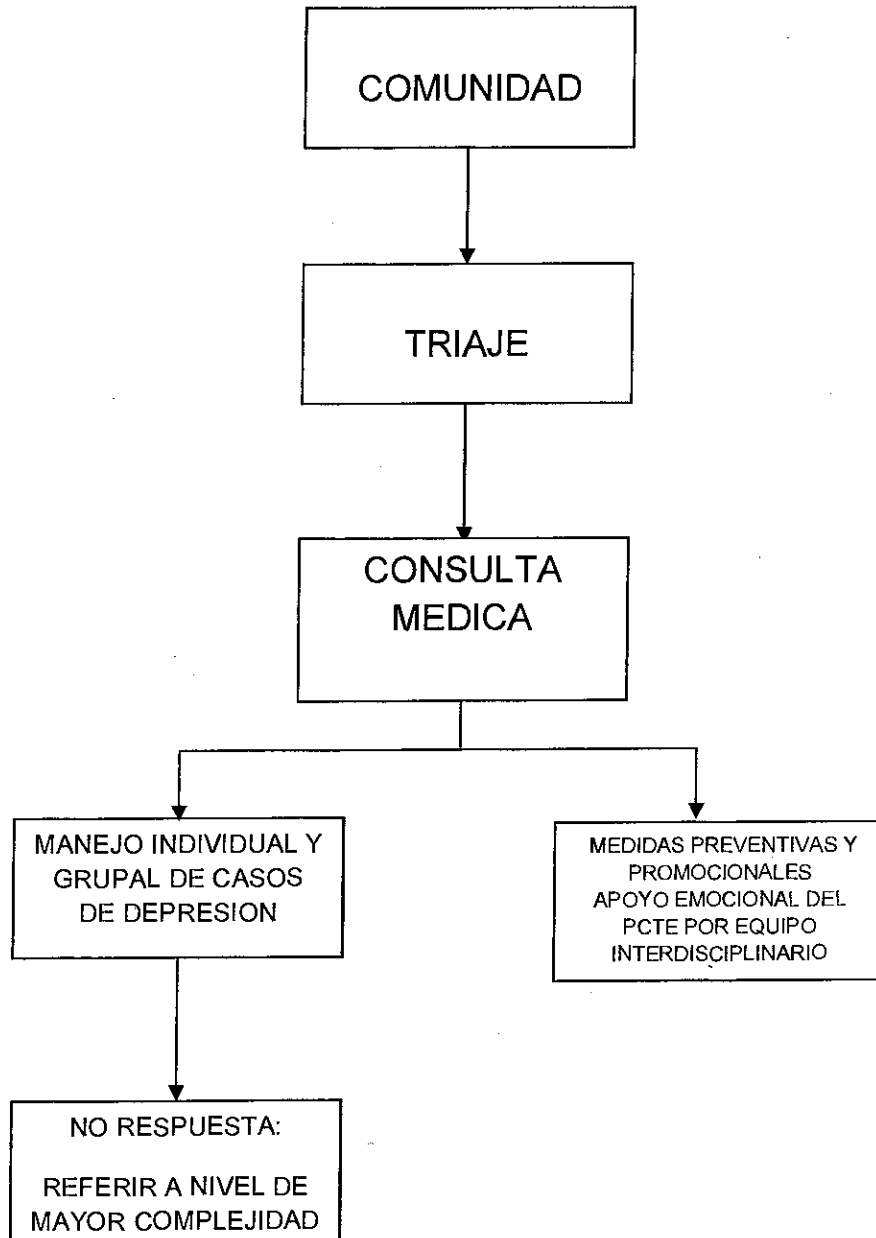 COMUNIDAD
TRIAJE
CONSULTA
MEDICA
MANEJO INDIVIDUAL Y
GRUPAL DE CASOS
DE DEPRESION
MEDIDAS PREVENTIVAS Y
PROMOCIONALES
APOYO EMOCIONAL DEL
PCTE POR EQUIPO
INTERDISCIPLINARIO
NO RESPUESTA:
REFERIR A NIVEL DE
MAYOR COMPLEJIDAD